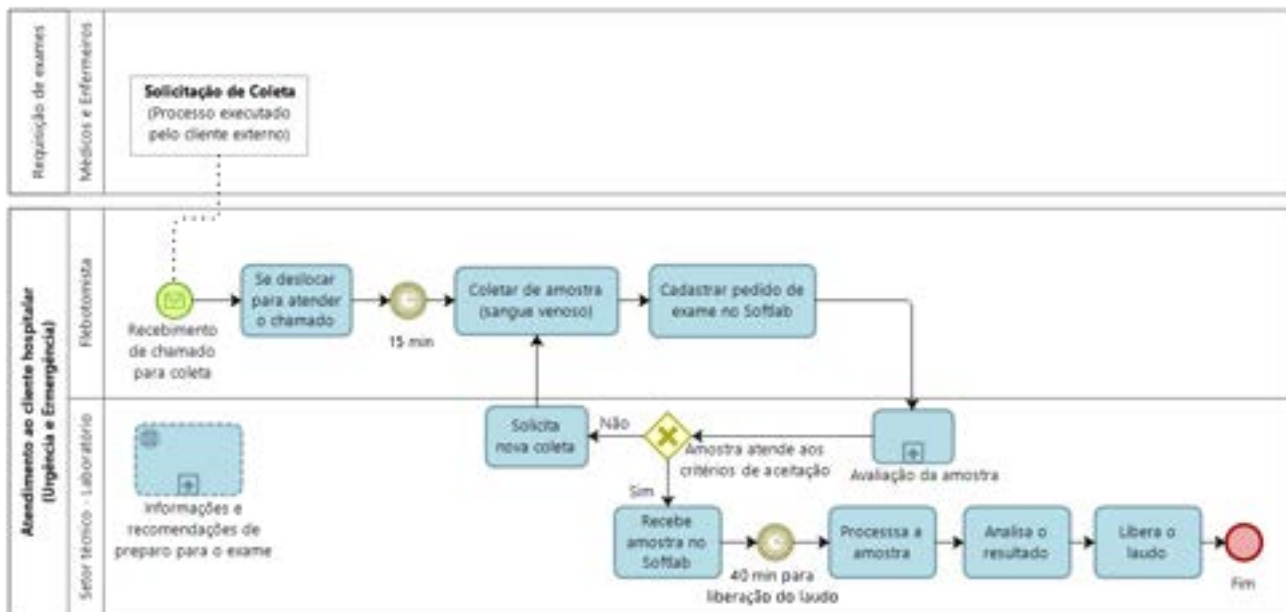 Requisição de exames
Médicos e Enfermeiros
Solicitação de Coleta
(Processo executado
pelo cliente externo)
Atendimento ao cliente hospitalar
(Urgência e Emergência)
Flebotomista
Recebimento
de chamado
para coleta
Se deslocar
para atender
o chamado
15 min
Coletar de amostra
(sangue venoso)
Cadastrar pedido de
exame no Softlab
Setor técnico - Laboratório
Informações e
recomendações de
preparo para o exame
Solicita
nova coleta
Não
Amostra atende aos
critérios de aceitação
Avaliação da amostra
Sim
Recebe
amostra no
Softlab
40 min para
liberação do laudo
Processsa a
amostra
Analisa o
resultado
Libera o
laudo
Fim